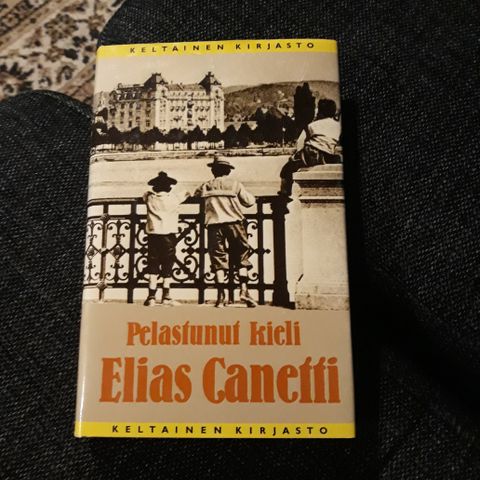 KELTAINEN KIRJASTO
Pelastunut kieli
Elias Canetti
KELTAINEN KIRJASTO